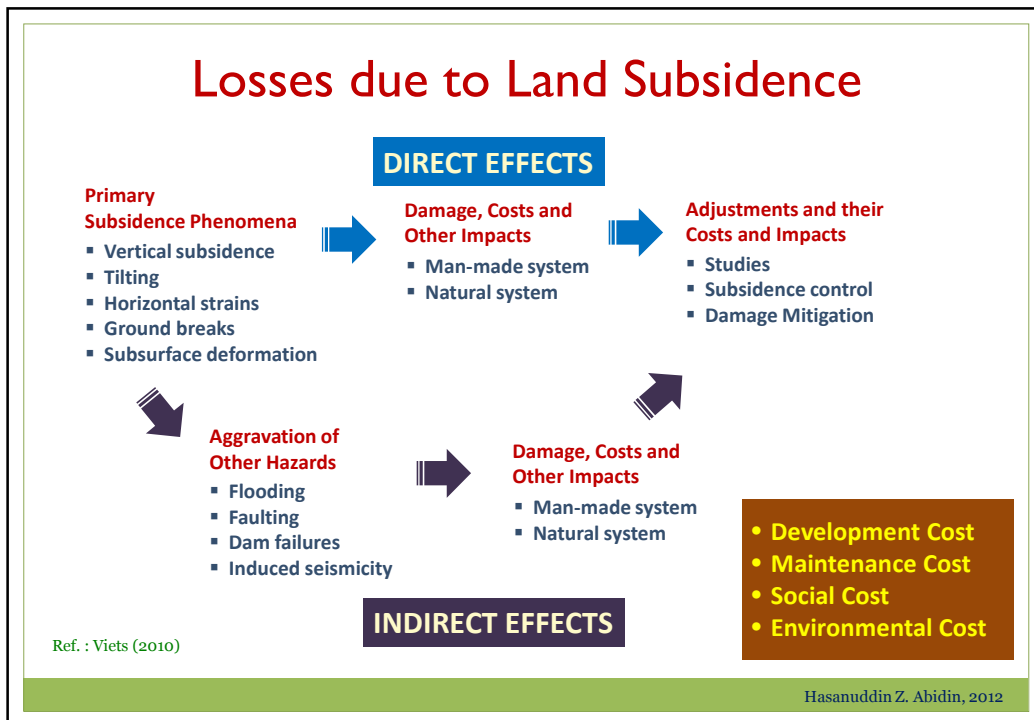 Losses due to Land Subsidence
DIRECT EFFECTS
Primary
Subsidence Phenomena
▪ Vertical subsidence
▪ Tilting
▪ Horizontal strains
▪ Ground breaks
▪ Subsurface deformation
Damage, Costs and
Other Impacts
▪ Man-made system
▪ Natural system
Adjustments and their
Costs and Impacts
▪ Studies
▪ Subsidence control
▪ Damage Mitigation
Aggravation of
Other Hazards
▪ Flooding
▪ Faulting
▪ Dam failures
▪ Induced seismicity
Damage, Costs and
Other Impacts
▪ Man-made system
▪ Natural system
• Development Cost
• Maintenance Cost
• Social Cost
• Environmental Cost
INDIRECT EFFECTS
Ref. : Viets (2010)
Hasanuddin Z. Abidin, 2012